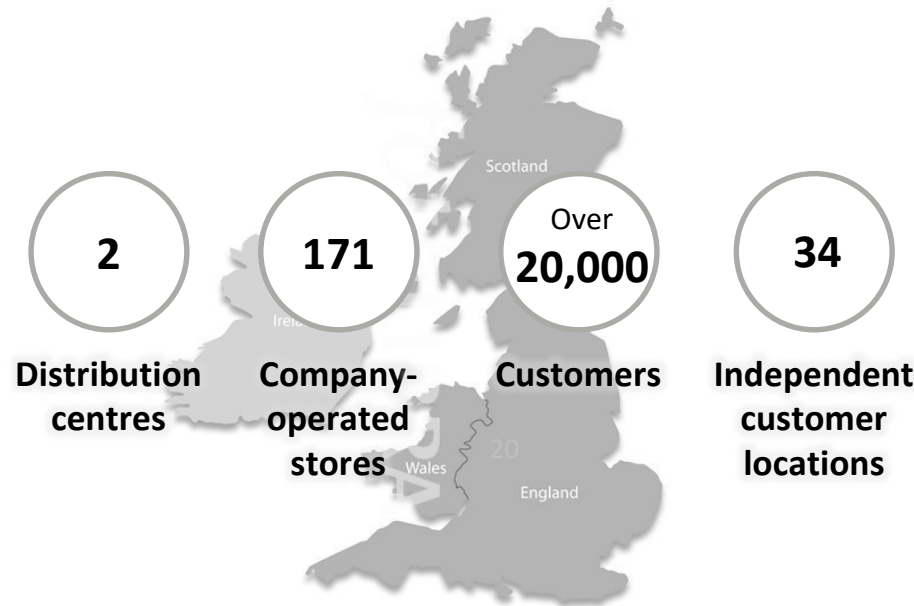 Scotland
Over
2
171
20,000
34
Distribution
centres
Company-
operated
stores
Customers
Independent
customer
locations
Wales
20
England